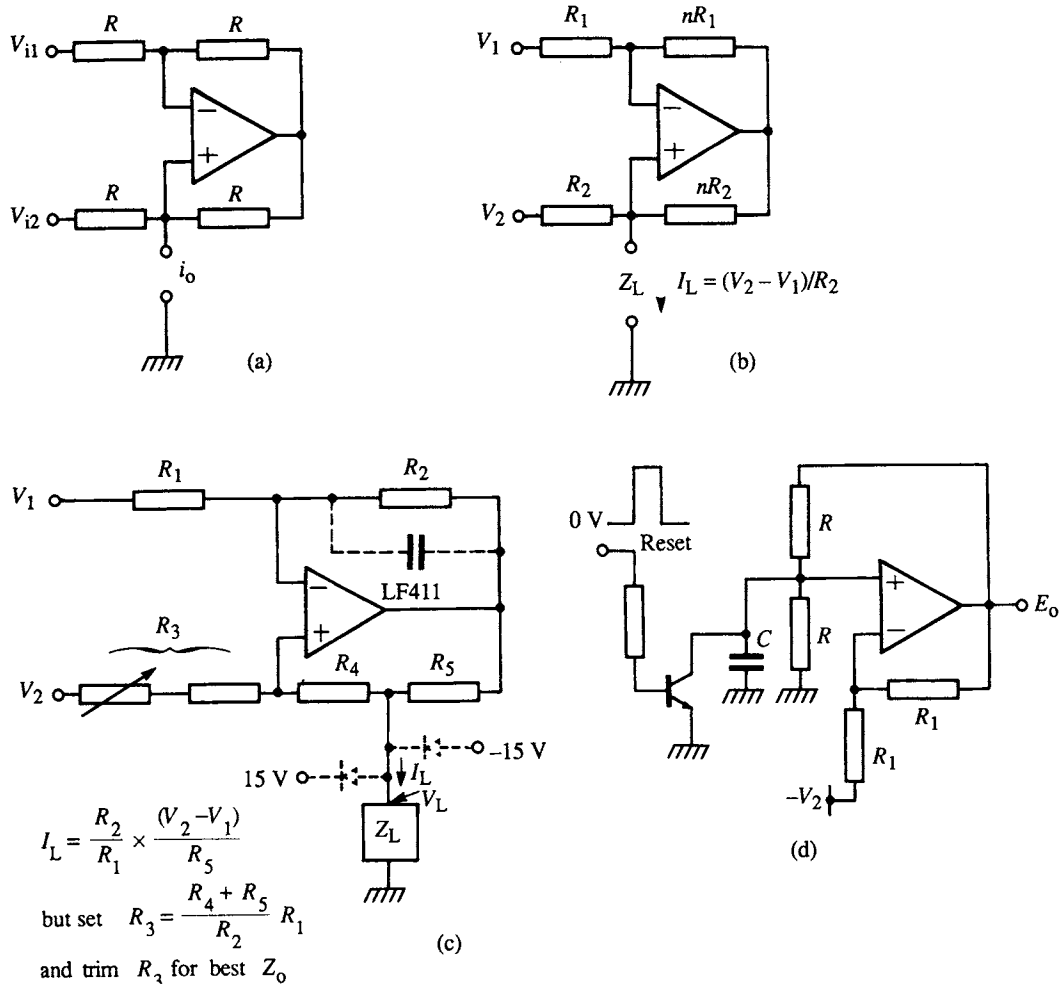 R R
V_i1
−
+
R R
V_i2
i_o
(a)
R_1 nR_1
V_1
−
+
R_2 nR_2
V_2
Z_L I_L = (V_2 – V_1)/R_2
(b)
R_1 R_2
V_1
−
LF411
+
R_3
R_4 R_5
V_2
–15 V
15 V
I_L
V_L
Z_L
I_L = R_2/R_1 × (V_2–V_1)/R_5
but set R_3 = (R_4 + R_5)/R_2 R_1
and trim R_3 for best Z_o
(c)
0 V
Reset
R
+
−
E_o
C
R
R_1
R_1
–V_2
(d)